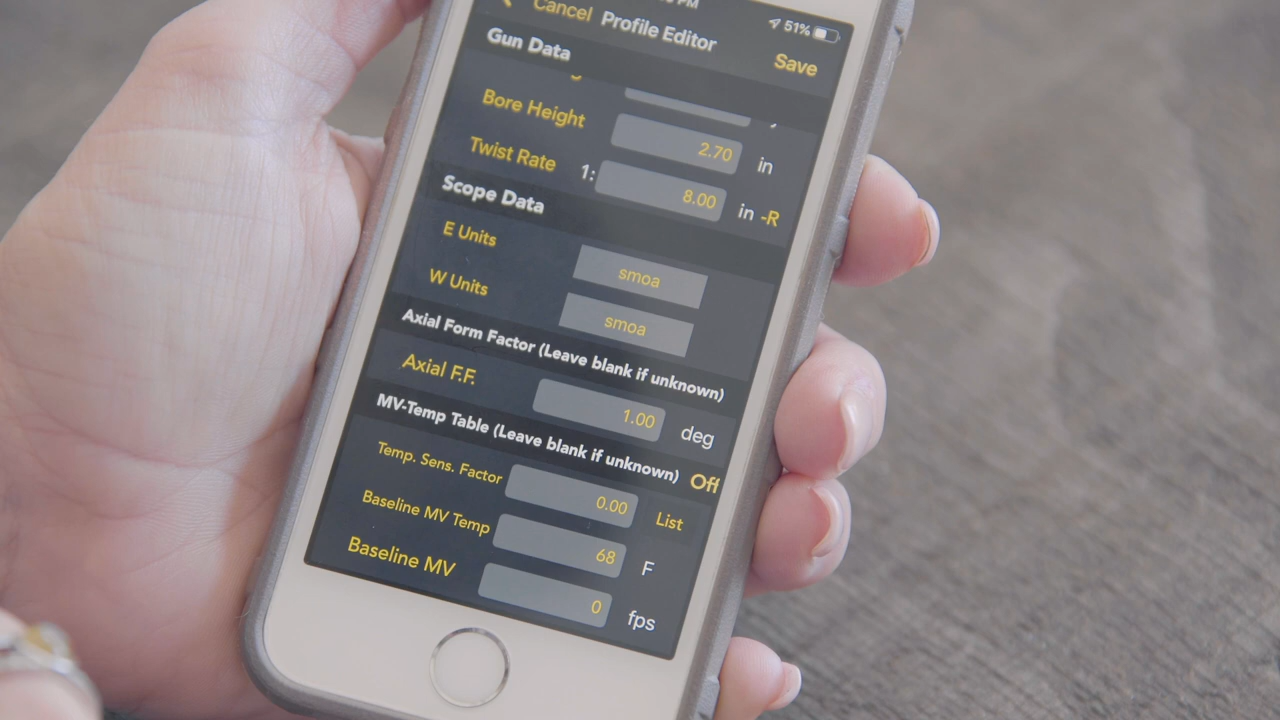 PM
51%
Cancel Profile Editor
Save
Gun Data
Bore Height 2.70 in
Twist Rate 1: 8.00 in -R
Scope Data
E Units smoa
W Units smoa
Axial Form Factor (Leave blank if unknown)
Axial F.F. 1.00 deg
MV-Temp Table (Leave blank if unknown) Off
Temp. Sens. Factor 0.00 List
Baseline MV Temp 68 F
Baseline MV 0 fps